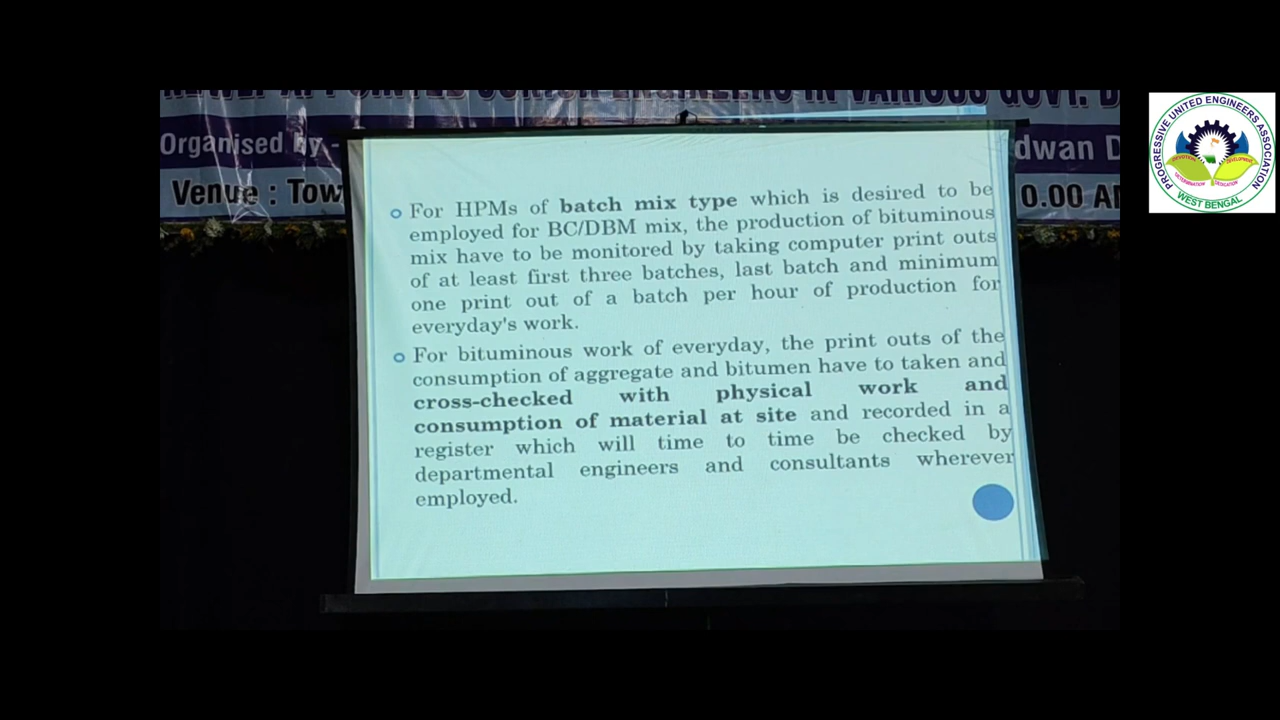 Organised by -
dwan D
Venue : Tow
0.00 A
For HPMs of batch mix type which is desired to be
employed for BC/DBM mix, the production of bituminous
mix have to be monitored by taking computer print outs
of at least first three batches, last batch and minimum
one print out of a batch per hour of production for
everyday's work.
For bituminous work of everyday, the print outs of the
consumption of aggregate and bitumen have to taken and
cross-checked with physical work and
consumption of material at site and recorded in a
register which will time to time be checked by
departmental engineers and consultants wherever
employed.
PROGRESSIVE UNITED ENGINEERS ASSOCIATION
DEVOTION
DEVELOPMENT
DETERMINATION
DEDICATION
WEST BENGAL